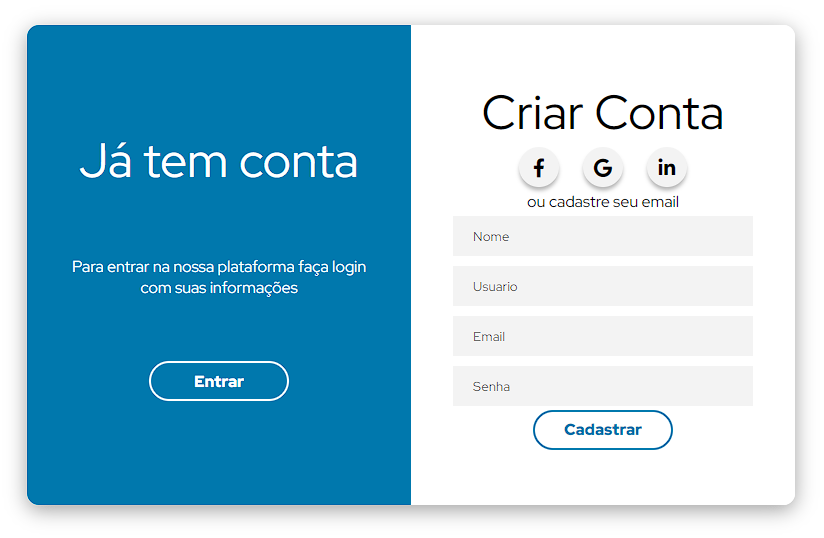 Já tem conta
Para entrar na nossa plataforma faça login
com suas informações
Entrar
Criar Conta
f G in
ou cadastre seu email
Nome
Usuario
Email
Senha
Cadastrar